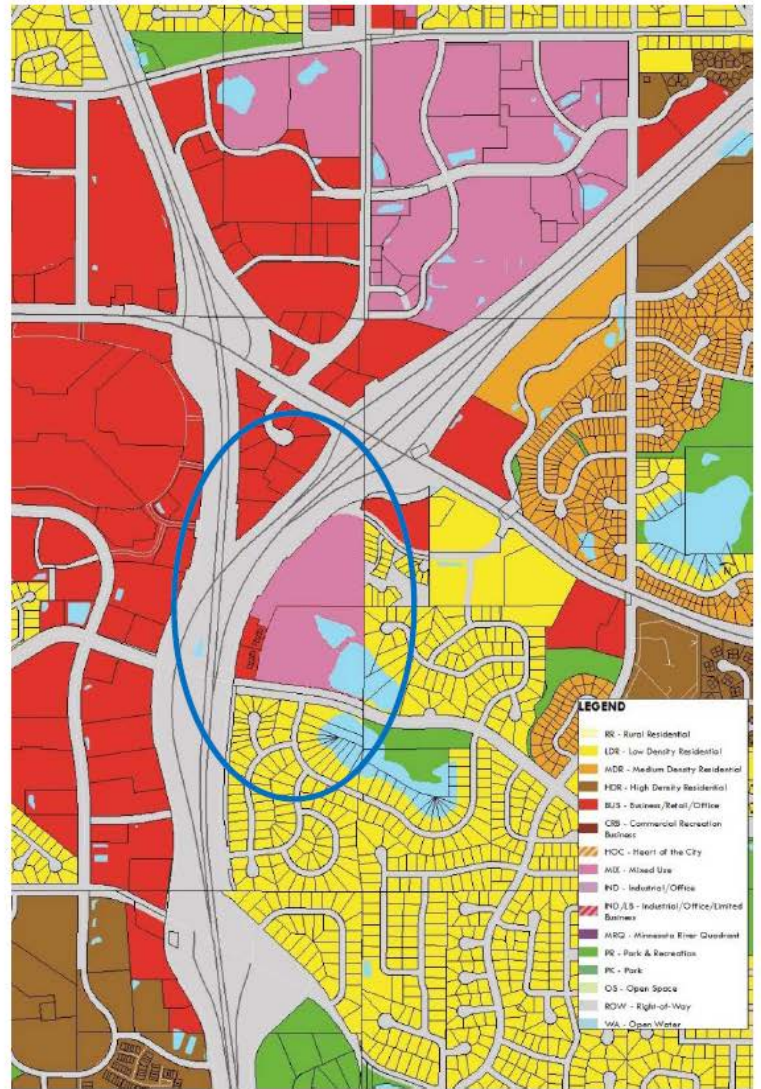 LEGEND
RR - Rural Residential
LDR - Low Density Residential
MDR - Medium Density Residential
HDR - High Density Residential
BUS - Business/Retail/Office
CRB - Commercial Recreation
Business
HOC - Heart of the City
MIX - Mixed Use
IND - Industrial/Office
IND/LB - Industrial/Office/Limited
Business
MRQ - Minnesota River Quadrant
PR - Park & Recreation
PK - Park
OS - Open Space
ROW - Right-of-Way
WA - Open Water